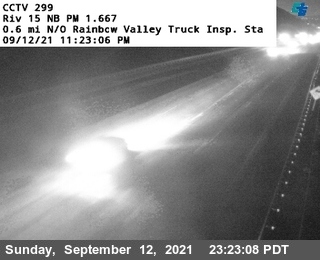 CCTV 299
Riv 15 NB PM 1.667
0.6 mi N/O Rainbow Valley Truck Insp. Sta
09/12/21 11:23:06 PM
Sunday, September 12, 2021 23:23:08 PDT